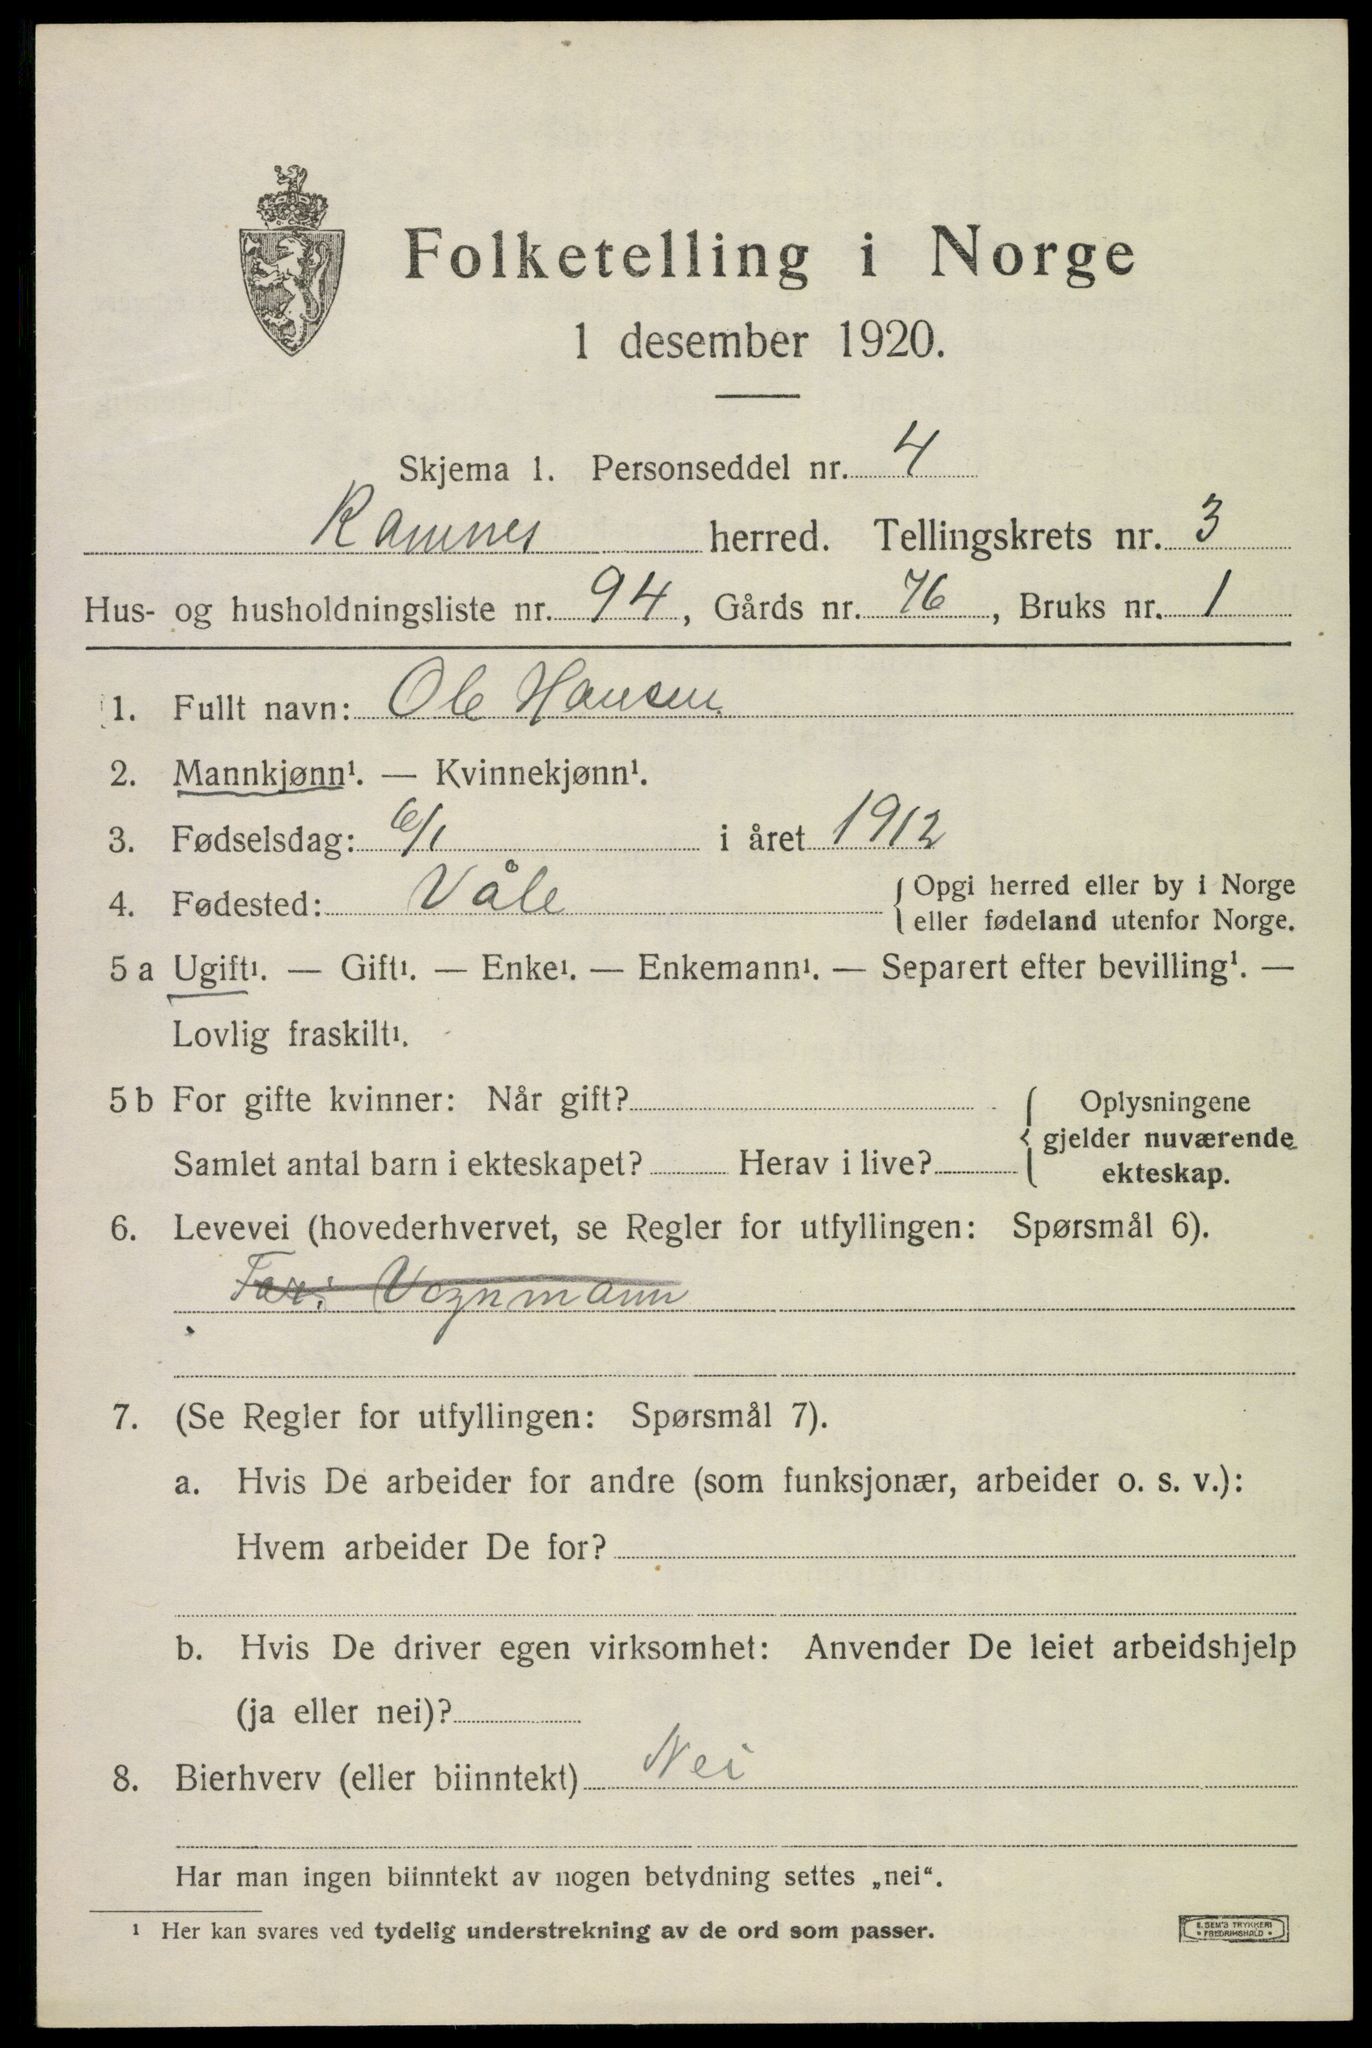 Folketelling i Norge
1 desember 1920.
Skjema 1. Personseddel nr. 4
Ramnes herred. Tellingskrets nr. 3
Hus- og husholdningsliste nr. 94, Gårds nr. 76, Bruks nr. 1
1. Fullt navn: Ole Hansen
2. Mannkjønn¹. — Kvinnekjønn¹.
3. Fødselsdag: 6/1 i året 1912
4. Fødested: Våle { Opgi herred eller by i Norge
eller fødeland utenfor Norge.
5 a Ugift¹. — Gift¹. — Enke¹. — Enkemann¹. — Separert efter bevilling¹. —
Lovlig fraskilt¹.
5 b For gifte kvinner: Når gift? { Oplysningene
gjelder nuværende
Samlet antal barn i ekteskapet? Herav i live? ekteskap.
6. Levevei (hovederhvervet, se Regler for utfyllingen: Spørsmål 6).
Far: Vognmann
7. (Se Regler for utfyllingen: Spørsmål 7).
a. Hvis De arbeider for andre (som funksjonær, arbeider o. s. v.):
Hvem arbeider De for?
b. Hvis De driver egen virksomhet: Anvender De leiet arbeidshjelp
(ja eller nei)?
8. Bierhverv (eller biinntekt) Nei
Har man ingen biinntekt av nogen betydning settes „nei“.
¹ Her kan svares ved tydelig understrekning av de ord som passer.
E. SEM'S TRYKKERI
* FREDRIKSHALD *